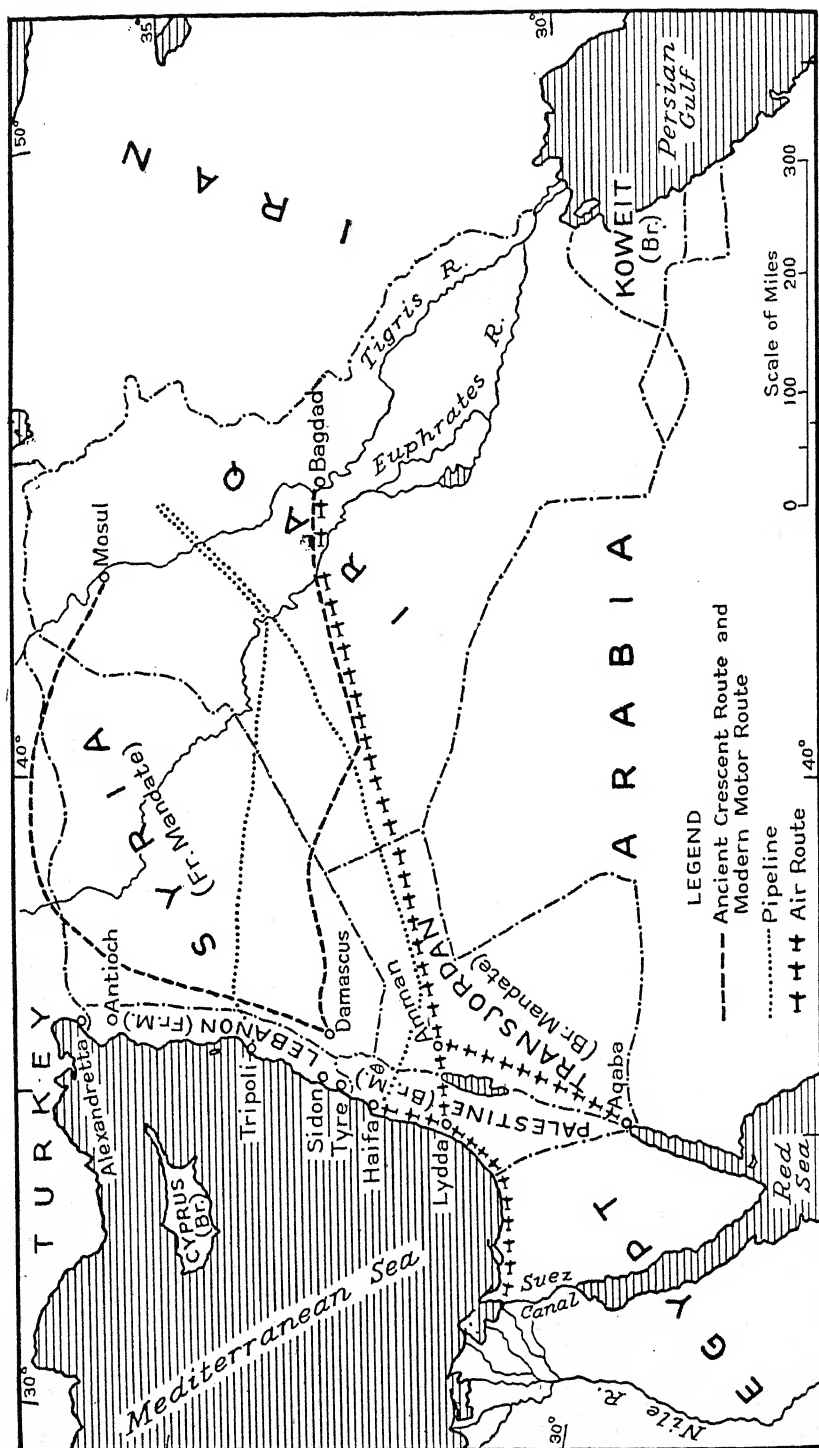 30°
40°
50°
35
TURKEY
Alexandretta
Antioch
SYRIA
(Fr. Mandate)
Mosul
IRAN
CYPRUS
(Br.)
Tripoli
LEBANON (Fr.M.)
Mediterranean Sea
Sidon
Tyre
Damascus
Haifa
IRAQ
Bagdad
Tigris R.
Euphrates R.
Lydda
PALESTINE (Br. M.)
Amman
TRANSJORDAN
(Br. Mandate)
Aqaba
Suez
Canal
EGYPT
Nile R.
Red
Sea
ARABIA
KOWEIT
(Br.)
Persian
Gulf
30°
30°
40°
LEGEND
Ancient Crescent Route and
Modern Motor Route
Pipeline
Air Route
Scale of Miles
0 100 200 300